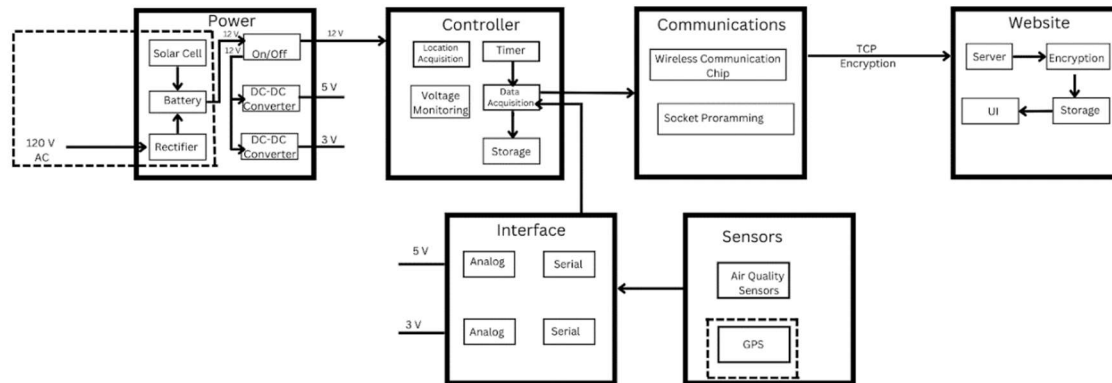 Power
Solar Cell
Battery
Rectifier
120 V
AC
12 V
12 V
On/Off
DC-DC
Converter
DC-DC
Converter
12 V
5 V
3 V
Controller
Location
Acquisition
Timer
Voltage
Monitoring
Data
Acquisition
Storage
Communications
Wireless Communication
Chip
Socket Proramming
TCP
Encryption
Website
Server
Encryption
UI
Storage
Interface
5 V
Analog
Serial
3 V
Analog
Serial
Sensors
Air Quality
Sensors
GPS